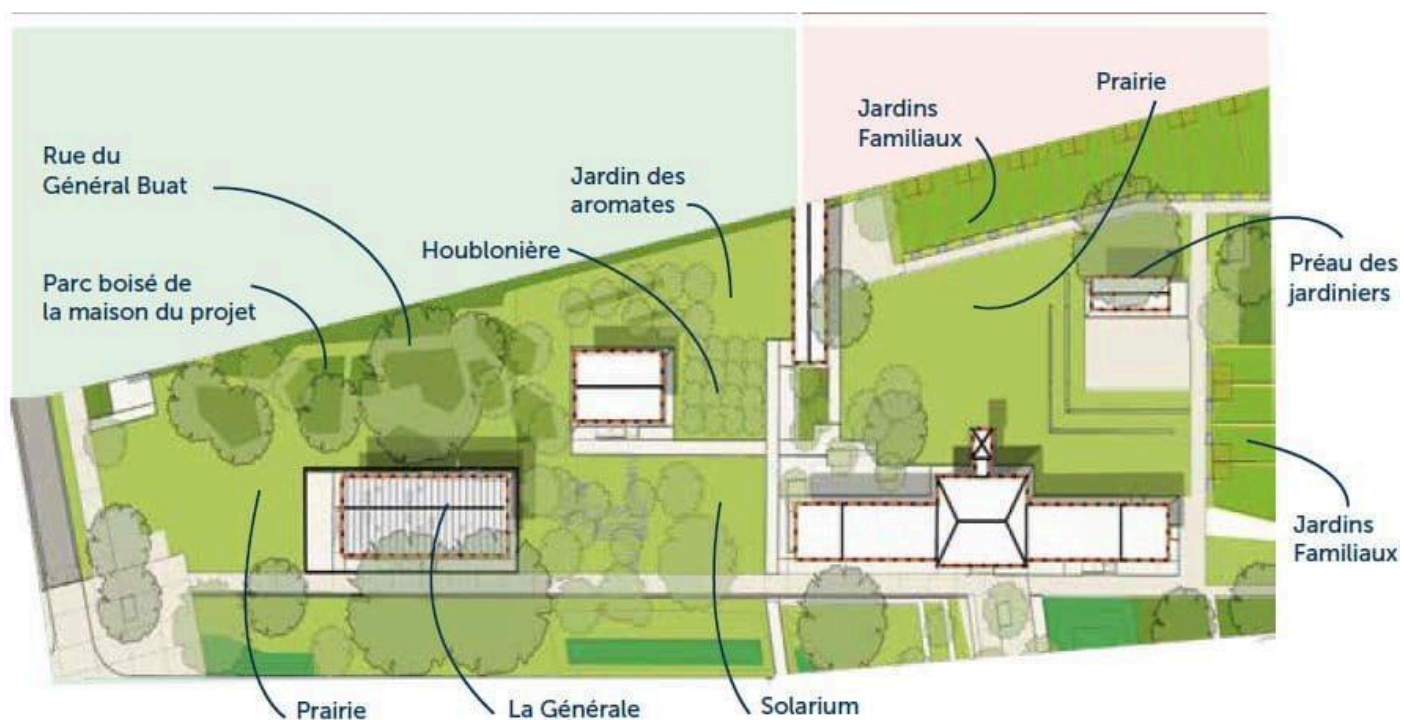 Prairie
Jardins
Familiaux
Rue du
Général Buat
Jardin des
aromates
Houblonière
Préau des
jardiniers
Parc boisé de
la maison du projet
Jardins
Familiaux
Prairie
La Générale
Solarium